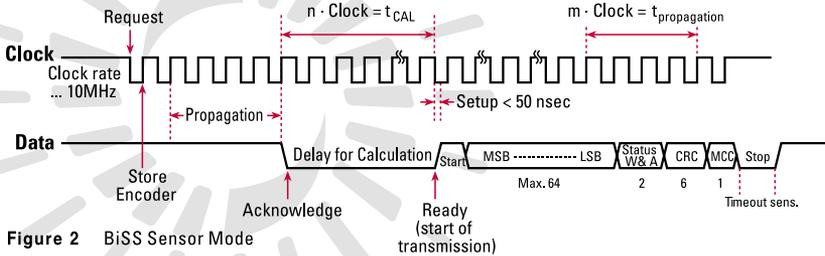 Request
n · Clock = tCAL
m · Clock = tpropagation
Clock
Clock rate
... 10MHz
Propagation
Setup < 50 nsec
Data
Delay for Calculation
Start
MSB ----------- LSB
Status
W& A
CRC
MCC
Stop
Max. 64
2
6
1
Timeout sens.
Store
Encoder
Acknowledge
Ready
(start of
transmission)
Figure 2 BiSS Sensor Mode